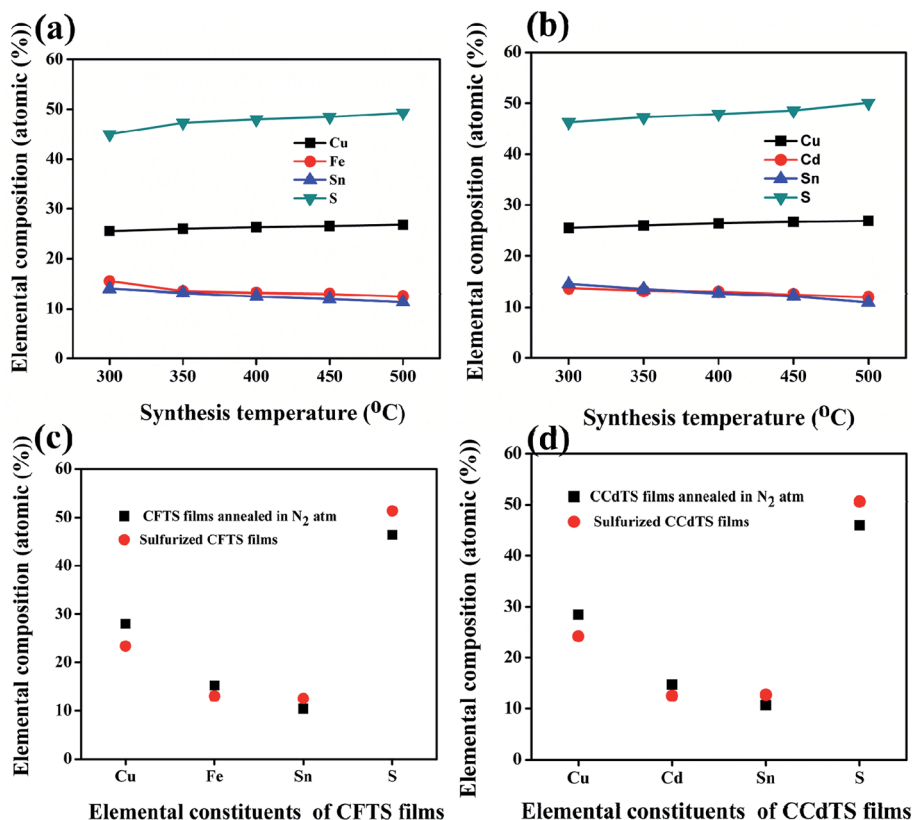 (a)
Elemental composition (atomic (%))
60
50
40
30
20
10
0
Cu
Fe
Sn
S
300 350 400 450 500
Synthesis temperature (⁰C)
(b)
Elemental composition (atomic (%))
60
50
40
30
20
10
0
Cu
Cd
Sn
S
300 350 400 450 500
Synthesis temperature (⁰C)
(c)
Elemental composition (atomic (%))
60
50
40
30
20
10
0
CFTS films annealed in N₂ atm
Sulfurized CFTS films
Cu Fe Sn S
Elemental constituents of CFTS films
(d)
Elemental composition (atomic (%))
60
50
40
30
20
10
0
CCdTS films annealed in N₂ atm
Sulfurized CCdTS films
Cu Cd Sn S
Elemental constituents of CCdTS films